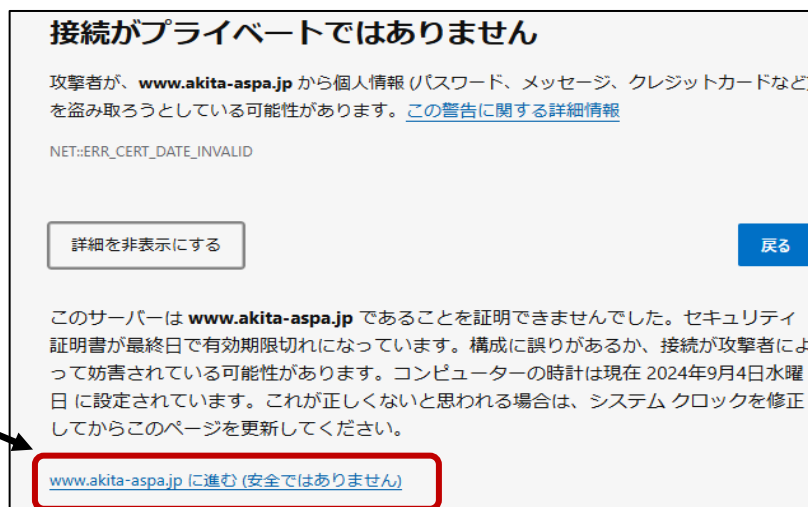 接続がプライベートではありません
攻撃者が、www.akita-aspa.jp から個人情報 (パスワード、メッセージ、クレジットカードなど)
を盗み取ろうとしている可能性があります。この警告に関する詳細情報
NET::ERR_CERT_DATE_INVALID
詳細を非表示にする
戻る
このサーバーは www.akita-aspa.jp であることを証明できませんでした。セキュリティ
証明書が最終日で有効期限切れになっています。構成に誤りがあるか、接続が攻撃者によ
って妨害されている可能性があります。コンピューターの時計は現在 2024年9月4日水曜
日 に設定されています。これが正しくないと思われる場合は、システム クロックを修正
してからこのページを更新してください。
www.akita-aspa.jp に進む (安全ではありません)